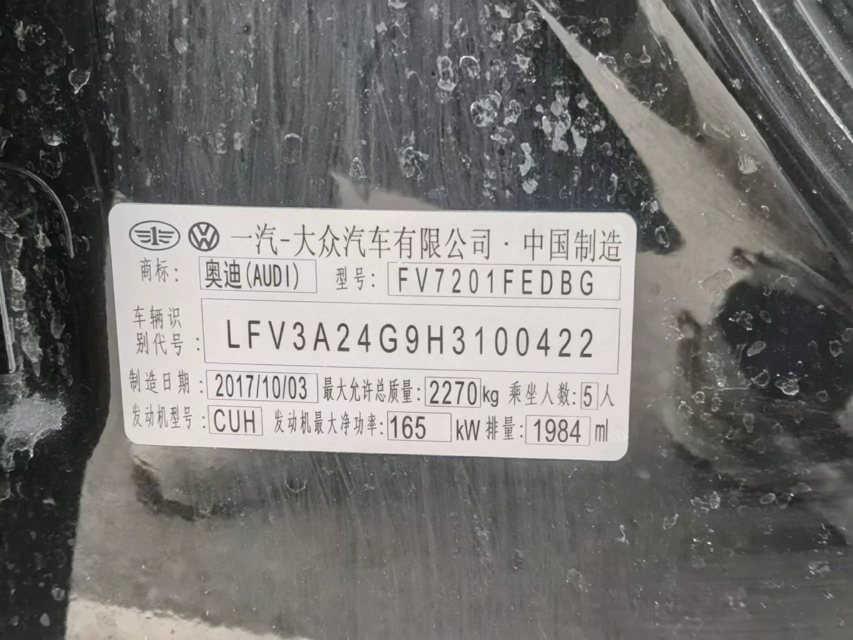 一汽-大众汽车有限公司·中国制造
商标: 奥迪(AUDI) 型号: FV7201FEDBG
车辆识
别代号: LFV3A24G9H3100422
制造日期: 2017/10/03 最大允许总质量: 2270kg 乘坐人数: 5人
发动机型号: CUH 发动机最大净功率: 165 kW 排量: 1984 ml